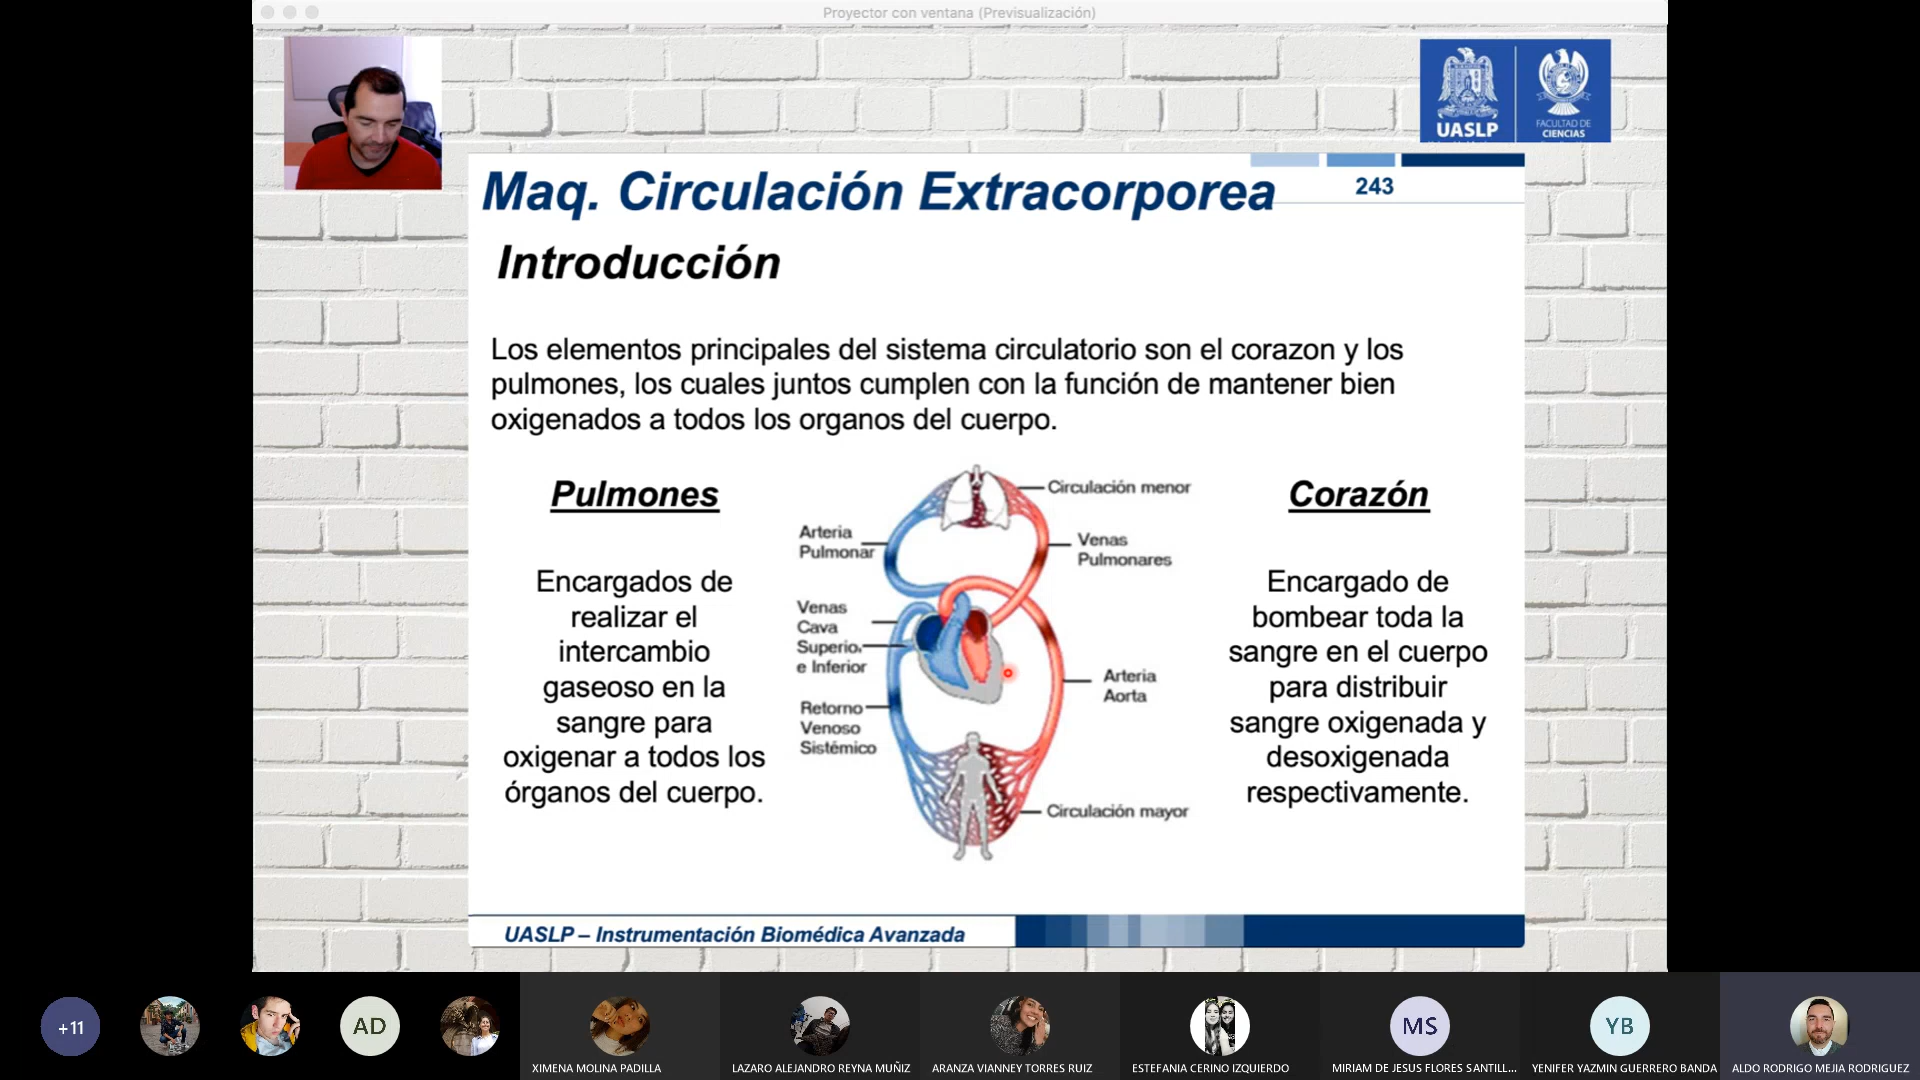 Proyector con ventana (Previsualización)
UASLP
FACULTAD DE
CIENCIAS
Maq. Circulación Extracorporea
243
Introducción
Los elementos principales del sistema circulatorio son el corazon y los
pulmones, los cuales juntos cumplen con la función de mantener bien
oxigenados a todos los organos del cuerpo.
Pulmones
Encargados de
realizar el
intercambio
gaseoso en la
sangre para
oxigenar a todos los
órganos del cuerpo.
Circulación menor
Arteria
Pulmonar
Venas
Pulmonares
Venas
Cava
Superio
e Inferior
Arteria
Aorta
Retorno
Venoso
Sistémico
Circulación mayor
Corazón
Encargado de
bombear toda la
sangre en el cuerpo
para distribuir
sangre oxigenada y
desoxigenada
respectivamente.
UASLP – Instrumentación Biomédica Avanzada
+11
AD
MS
YB
XIMENA MOLINA PADILLA
LAZARO ALEJANDRO REYNA MUÑIZ
ARANZA VIANNEY TORRES RUIZ
ESTEFANIA CERINO IZQUIERDO
MIRIAM DE JESUS FLORES SANTILL...
YENIFER YAZMIN GUERRERO BANDA
ALDO RODRIGO MEJIA RODRIGUEZ